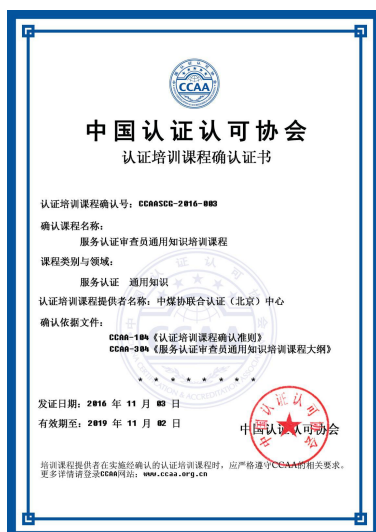 CCAA
中国认证认可协会
认证培训课程确认证书
认证培训课程确认号：CCAASCG-2016-003
确认课程名称：
服务认证审查员通用知识培训课程
课程类别与领域：
服务认证 通用知识
认证培训课程提供者名称：中煤协联合认证（北京）中心
确认依据文件：
CCAA-104《认证培训课程确认准则》
CCAA-304《服务认证审查员通用知识培训课程大纲》
* * * * * * * *
发证日期：2016 年 11 月 03 日
有效期至：2019 年 11 月 02 日
中国认证认可协会
培训课程提供者在实施经确认的认证培训课程时，应严格遵守CCAA的相关要求。
更多详情请登录CCAA网站：www.ccaa.org.cn